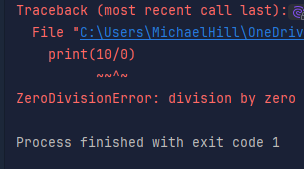 Traceback (most recent call last):
File "C:\Users\MichaelHill\OneDriv
print(10/0)
~~^~
ZeroDivisionError: division by zero
Process finished with exit code 1